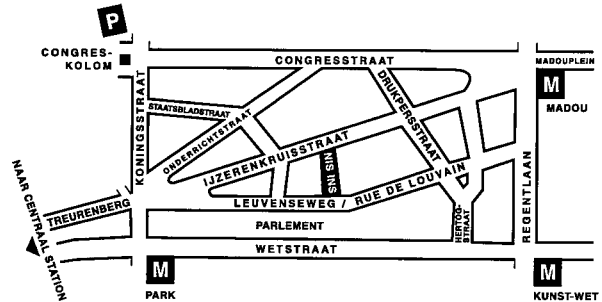 P
CONGRES-
KOLOM
CONGRESSTRAAT
MADOUPLEIN
M
MADOU
KONINGSSTRAAT
STAATSBLADSTRAAT
ONDERRICHTSTRAAT
DRUKPERSSTRAAT
IJZERENKRUISSTRAAT
NIS INS
LEUVENSEWEG / RUE DE LOUVAIN
TREURENBERG
NAAR CENTRAAL STATION
PARLEMENT
HERTOG-
STRAAT
REGENTLAAN
WETSTRAAT
M
PARK
M
KUNST-WET